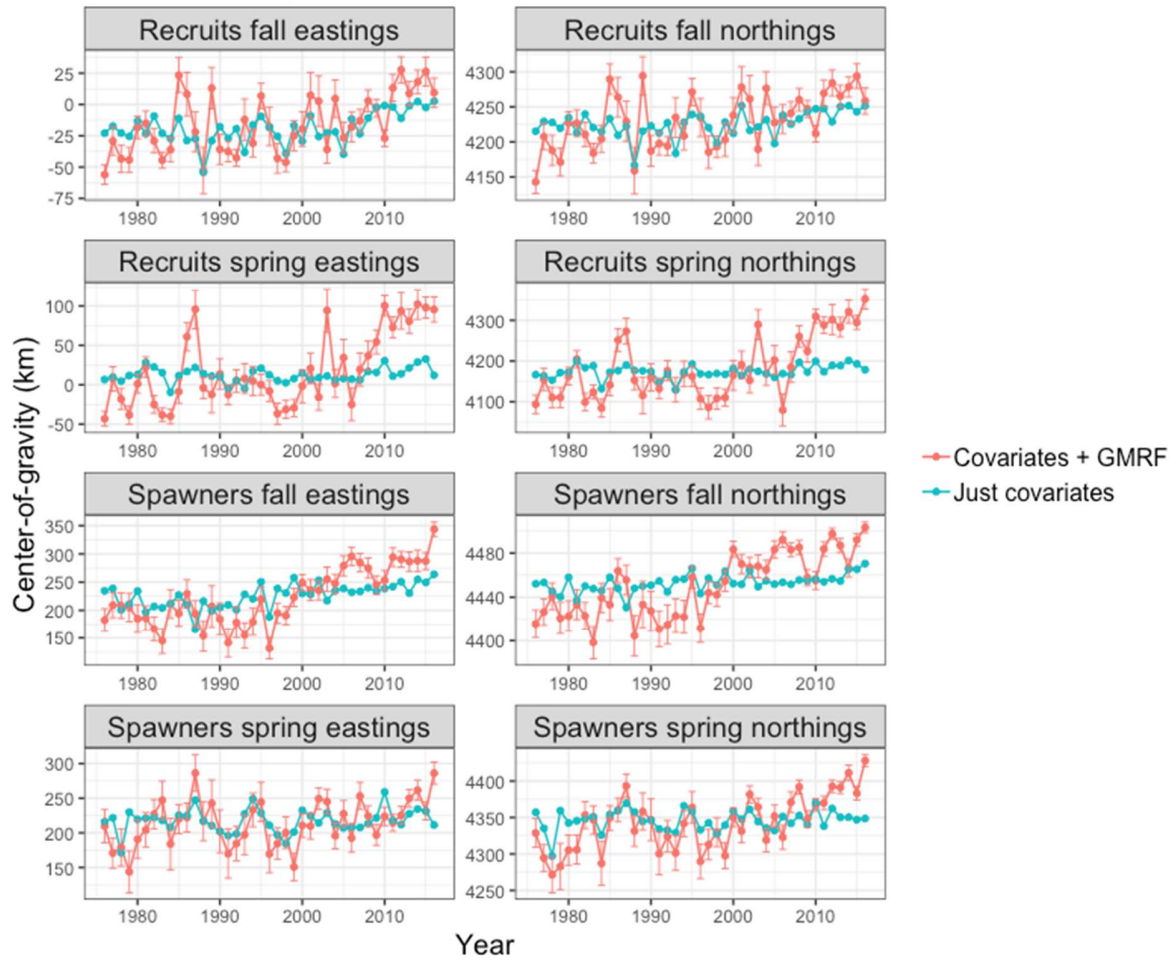 Recruits fall eastings
Recruits fall northings
25
0
-25
-50
-75
4300
4250
4200
4150
1980 1990 2000 2010
1980 1990 2000 2010
Recruits spring eastings
Recruits spring northings
100
50
0
-50
4300
4200
4100
1980 1990 2000 2010
1980 1990 2000 2010
Center-of-gravity (km)
Covariates + GMRF
Just covariates
Spawners fall eastings
Spawners fall northings
350
300
250
200
150
4480
4440
4400
1980 1990 2000 2010
1980 1990 2000 2010
Spawners spring eastings
Spawners spring northings
300
250
200
150
4400
4350
4300
4250
1980 1990 2000 2010
1980 1990 2000 2010
Year